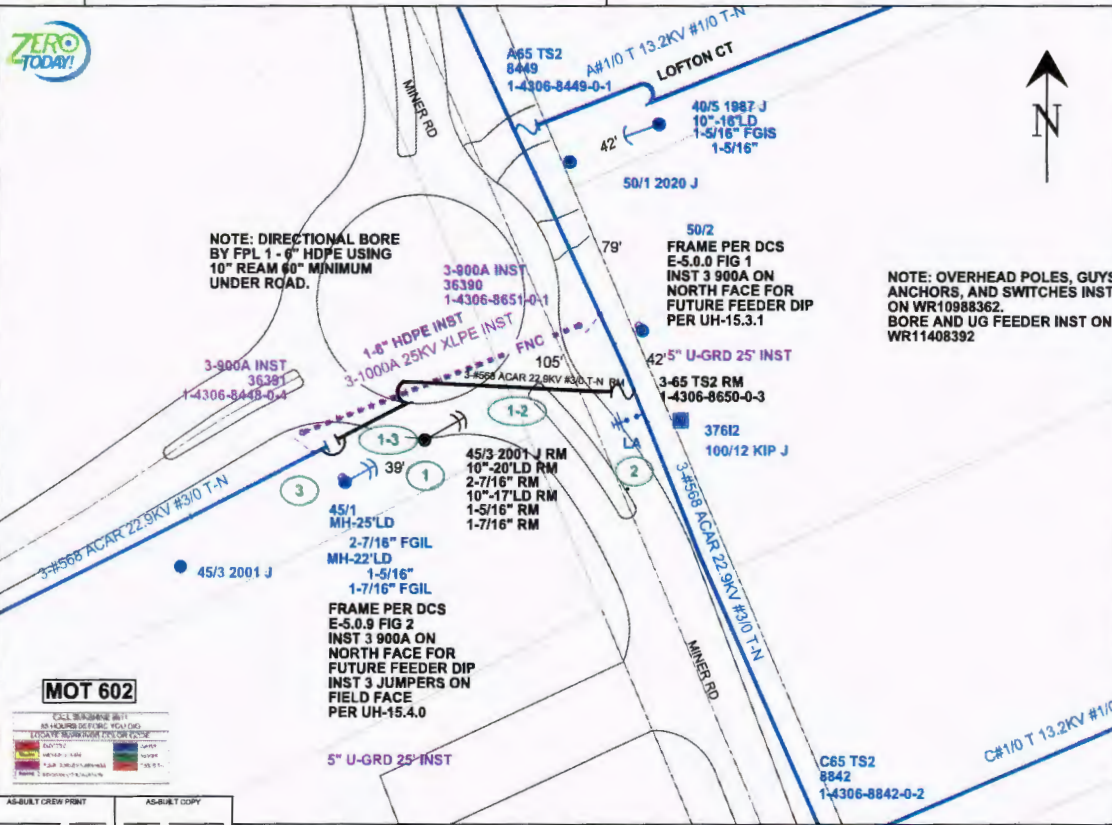 ZERO
TODAY!
A65 TS2
8449
1-4306-8449-0-1
A#1/0 T 13.2KV #1/0 T-N
LOFTON CT
MINER RD
N
40/5 1987 J
10"-16'LD
1-5/16" FGIS
1-5/16"
42'
50/1 2020 J
79'
50/2
FRAME PER DCS
E-5.0.0 FIG 1
INST 3 900A ON
NORTH FACE FOR
FUTURE FEEDER DIP
PER UH-15.3.1
NOTE: DIRECTIONAL BORE
BY FPL 1 - 6" HDPE USING
10" REAM 60" MINIMUM
UNDER ROAD.
NOTE: OVERHEAD POLES, GUYS
ANCHORS, AND SWITCHES INST
ON WR10988362.
BORE AND UG FEEDER INST ON
WR11408392
3-900A INST
36390
1-4306-8651-0-1
1-6" HDPE INST
3-1000A 25KV XLPE INST
FNC
105'
42'
5" U-GRD 25' INST
3-900A INST
36391
1-4306-8448-0-4
3-#568 ACAR 22.9KV #3/0 T-N RM
3-65 TS2 RM
1-4306-8650-0-3
1-2
1-3
LA
376I2
100/12 KIP J
39'
1
2
3
45/3 2001 J RM
10"-20'LD RM
2-7/16" RM
10"-17'LD RM
1-5/16" RM
1-7/16" RM
3-#568 ACAR 22.9KV #3/0 T-N
3-#568 ACAR 22.9KV #3/0 T-N
45/1
MH-25'LD
2-7/16" FGIL
MH-22'LD
1-5/16"
1-7/16" FGIL
45/3 2001 J
FRAME PER DCS
E-5.0.9 FIG 2
INST 3 900A ON
NORTH FACE FOR
FUTURE FEEDER DIP
INST 3 JUMPERS ON
FIELD FACE
PER UH-15.4.0
5" U-GRD 25' INST
MINER RD
MOT 602
C65 TS2
8842
1-4306-8842-0-2
C#1/0 T 13.2KV #1/0
AS-BUILT CREW PRINT
AS-BUILT COPY